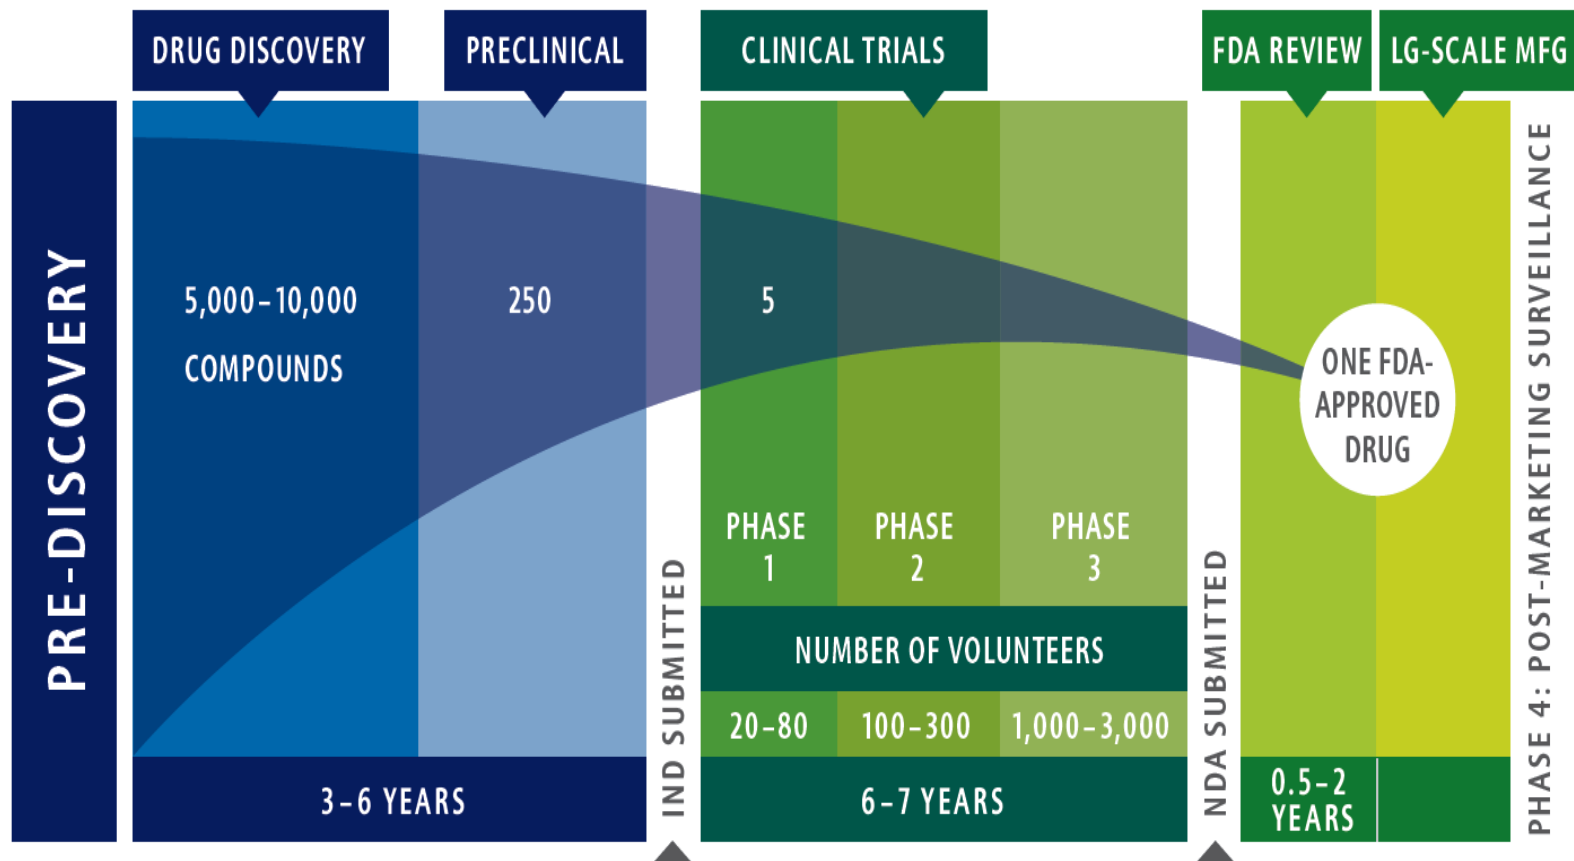 DRUG DISCOVERY
PRECLINICAL
CLINICAL TRIALS
FDA REVIEW
LG-SCALE MFG
PRE-DISCOVERY
5,000–10,000
COMPOUNDS
250
5
ONE FDA-
APPROVED
DRUG
PHASE
1
PHASE
2
PHASE
3
NUMBER OF VOLUNTEERS
20–80
100–300
1,000–3,000
3–6 YEARS
IND SUBMITTED
6–7 YEARS
NDA SUBMITTED
0.5–2
YEARS
PHASE 4: POST-MARKETING SURVEILLANCE